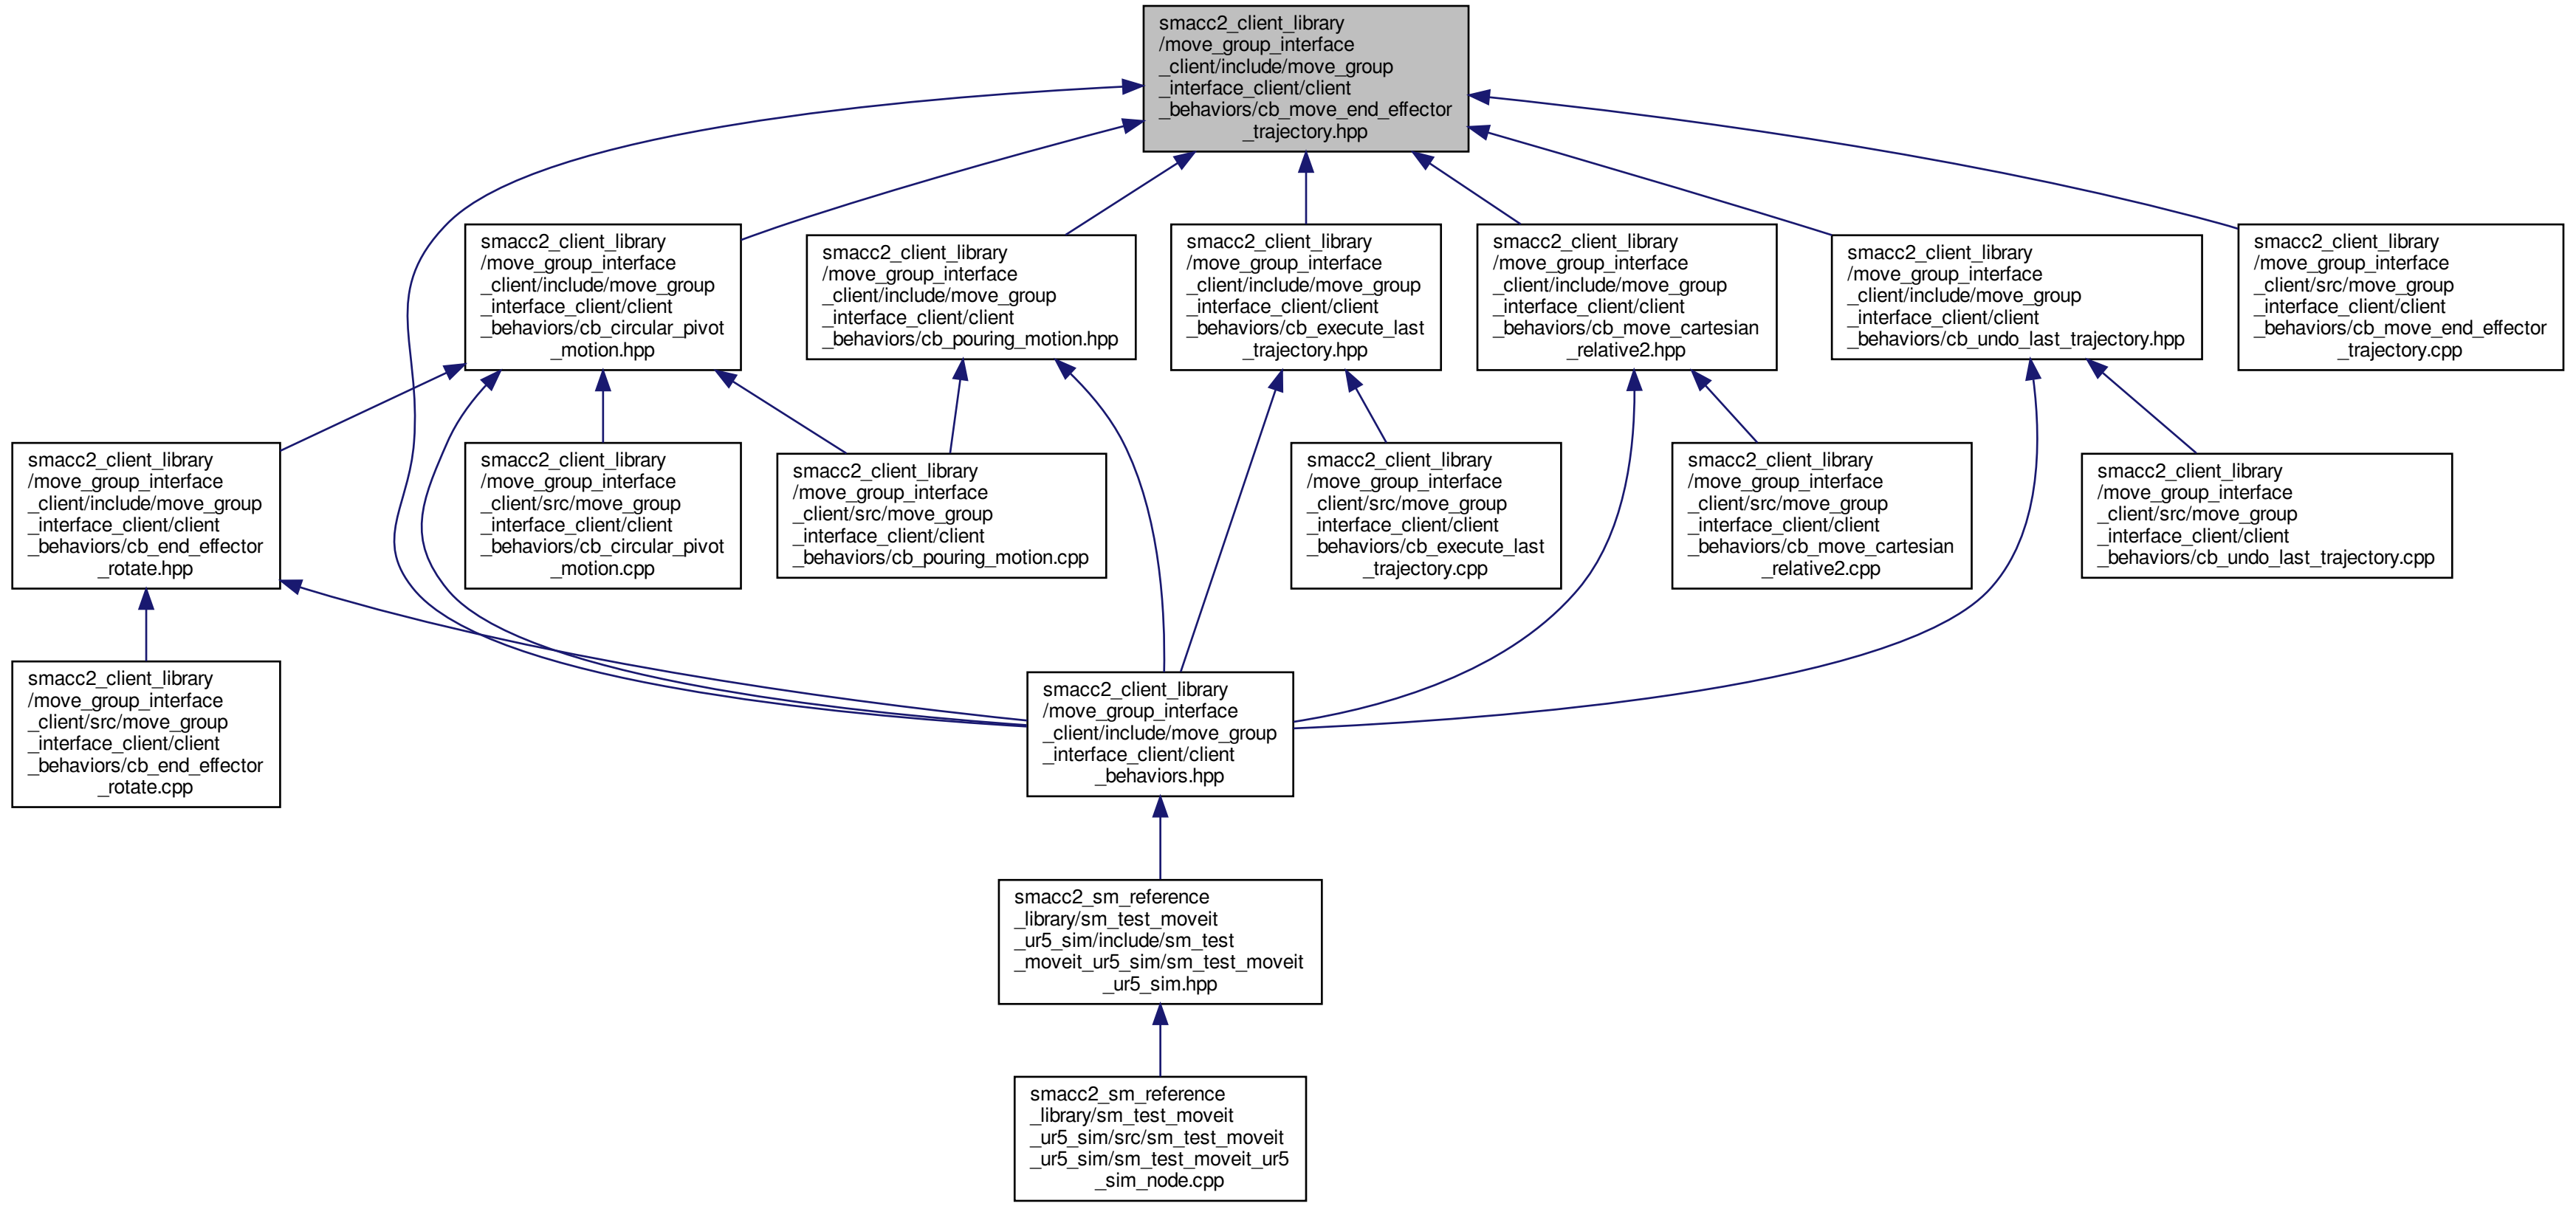 smacc2_client_library
/move_group_interface
_client/include/move_group
_interface_client/client
_behaviors/cb_move_end_effector
_trajectory.hpp
smacc2_client_library
/move_group_interface
_client/include/move_group
_interface_client/client
_behaviors/cb_circular_pivot
_motion.hpp
smacc2_client_library
/move_group_interface
_client/include/move_group
_interface_client/client
_behaviors/cb_pouring_motion.hpp
smacc2_client_library
/move_group_interface
_client/include/move_group
_interface_client/client
_behaviors/cb_execute_last
_trajectory.hpp
smacc2_client_library
/move_group_interface
_client/include/move_group
_interface_client/client
_behaviors/cb_move_cartesian
_relative2.hpp
smacc2_client_library
/move_group_interface
_client/include/move_group
_interface_client/client
_behaviors/cb_undo_last_trajectory.hpp
smacc2_client_library
/move_group_interface
_client/src/move_group
_interface_client/client
_behaviors/cb_move_end_effector
_trajectory.cpp
smacc2_client_library
/move_group_interface
_client/include/move_group
_interface_client/client
_behaviors/cb_end_effector
_rotate.hpp
smacc2_client_library
/move_group_interface
_client/src/move_group
_interface_client/client
_behaviors/cb_circular_pivot
_motion.cpp
smacc2_client_library
/move_group_interface
_client/src/move_group
_interface_client/client
_behaviors/cb_pouring_motion.cpp
smacc2_client_library
/move_group_interface
_client/src/move_group
_interface_client/client
_behaviors/cb_execute_last
_trajectory.cpp
smacc2_client_library
/move_group_interface
_client/src/move_group
_interface_client/client
_behaviors/cb_move_cartesian
_relative2.cpp
smacc2_client_library
/move_group_interface
_client/src/move_group
_interface_client/client
_behaviors/cb_undo_last_trajectory.cpp
smacc2_client_library
/move_group_interface
_client/src/move_group
_interface_client/client
_behaviors/cb_end_effector
_rotate.cpp
smacc2_client_library
/move_group_interface
_client/include/move_group
_interface_client/client
_behaviors.hpp
smacc2_sm_reference
_library/sm_test_moveit
_ur5_sim/include/sm_test
_moveit_ur5_sim/sm_test_moveit
_ur5_sim.hpp
smacc2_sm_reference
_library/sm_test_moveit
_ur5_sim/src/sm_test_moveit
_ur5_sim/sm_test_moveit_ur5
_sim_node.cpp